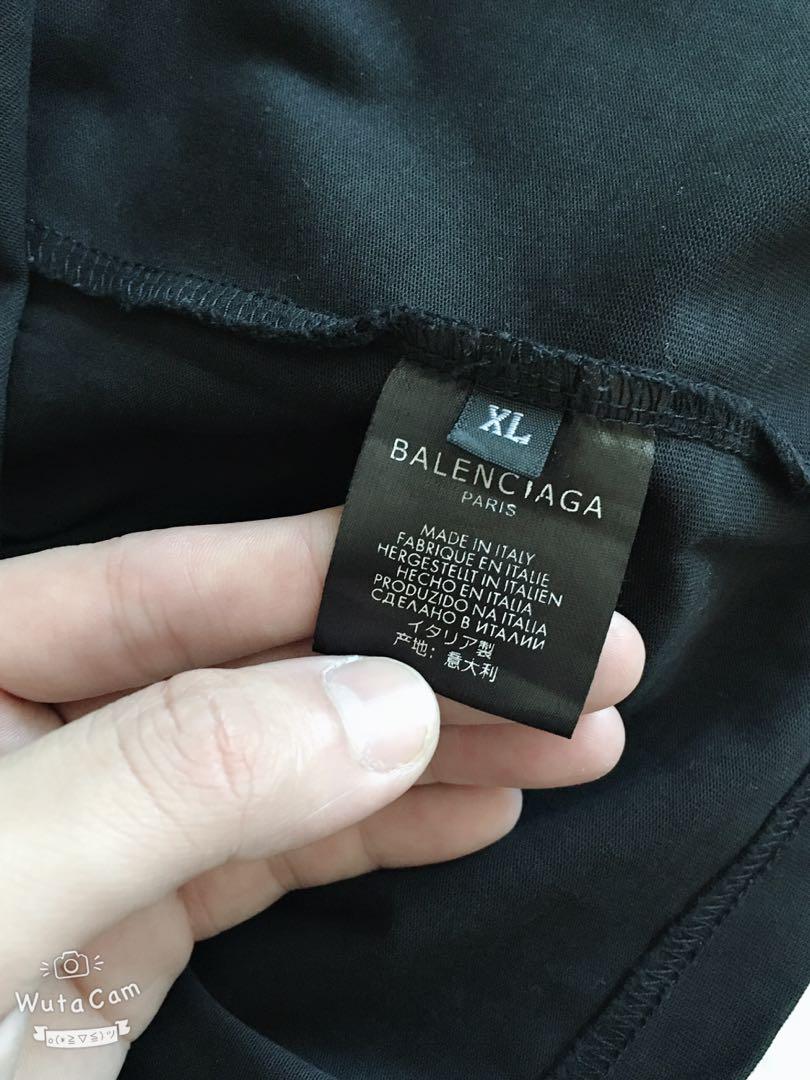 XL
BALENCIAGA
PARIS
MADE IN ITALY
FABRIQUE EN ITALIE
HERGESTELLT IN ITALIEN
HECHO EN ITALIA
PRODUZIDO NA ITALIA
СДЕЛАНО В ИТАЛИИ
イタリア製
产地：意大利
WutaCam
o(*≧▽≦)ツ